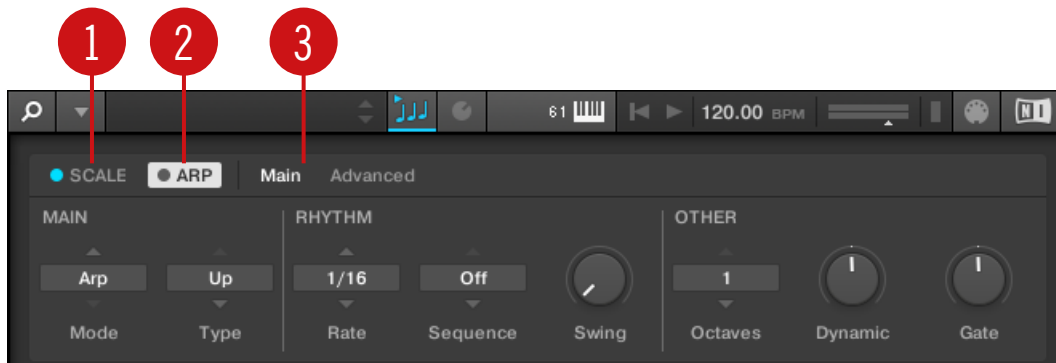 1 2 3
61 120.00 BPM NI
SCALE ARP Main Advanced
MAIN RHYTHM OTHER
Arp Up 1/16 Off 1
Mode Type Rate Sequence Swing Octaves Dynamic Gate